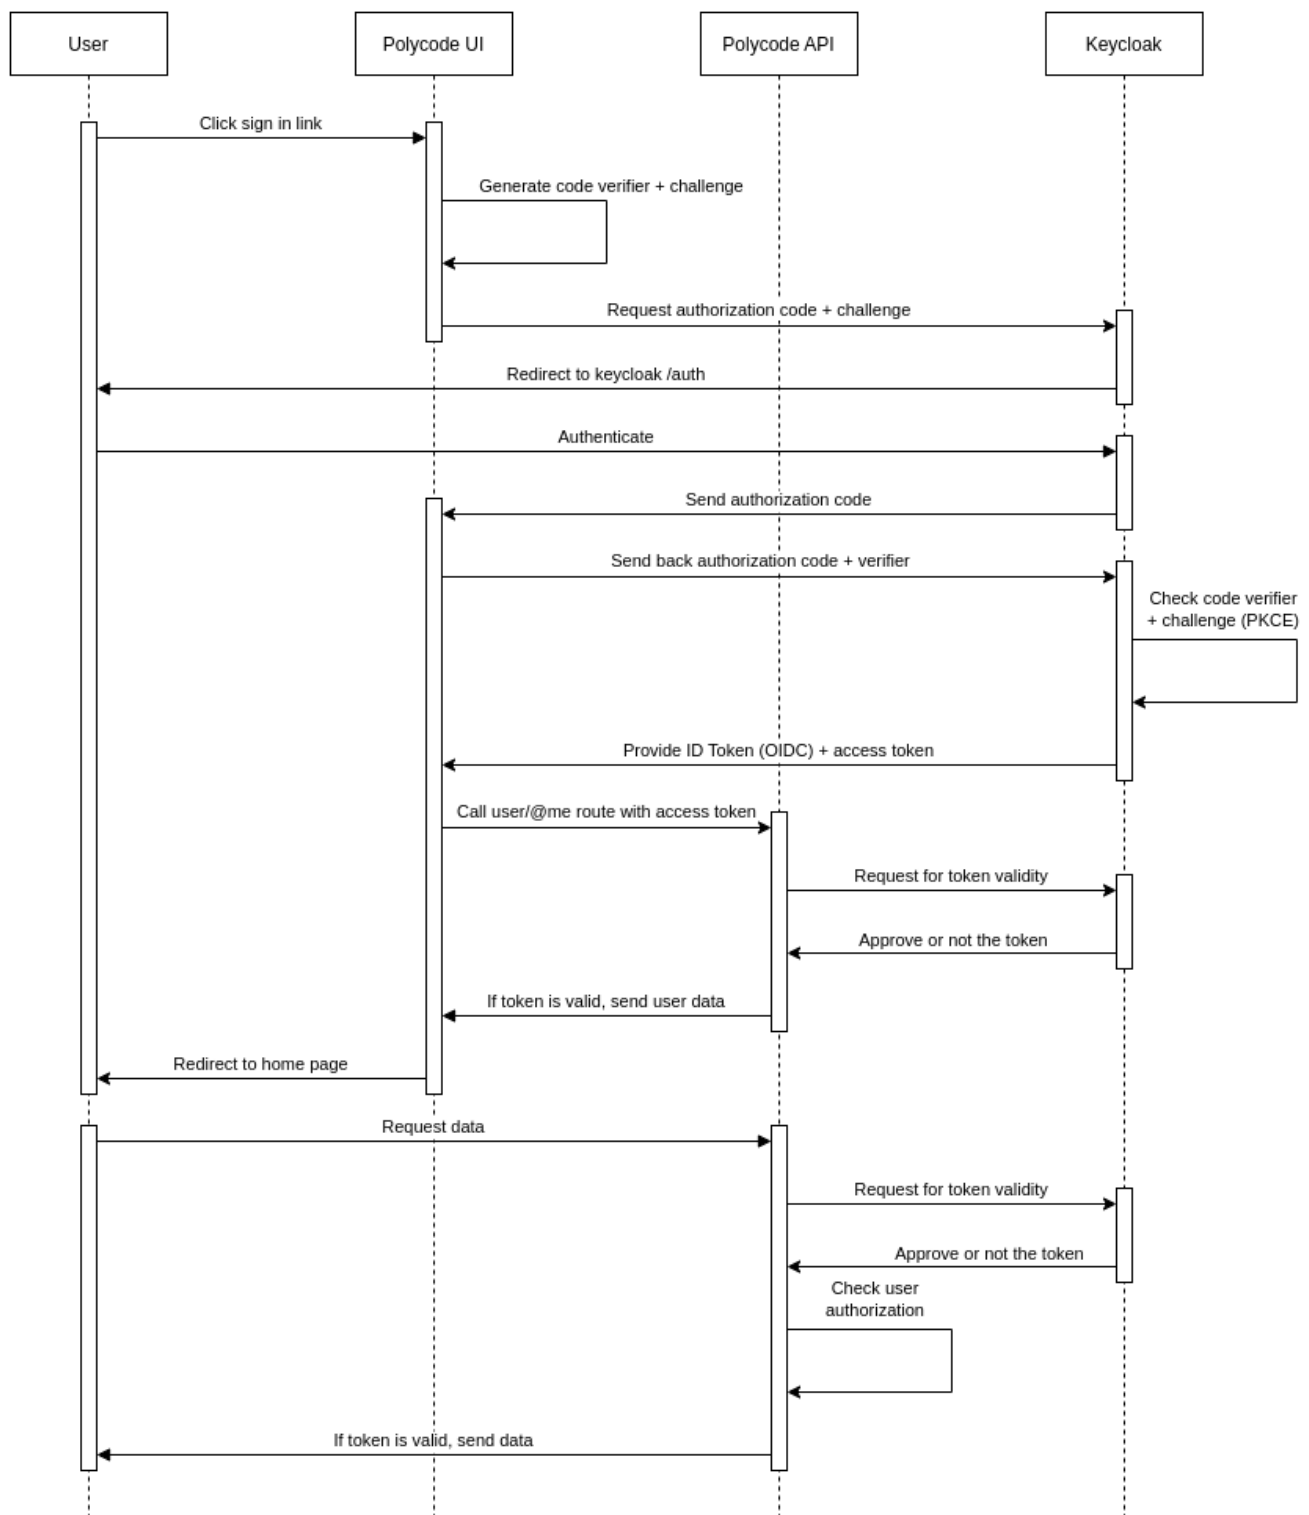 User
Polycode UI
Polycode API
Keycloak
Click sign in link
Generate code verifier + challenge
Request authorization code + challenge
Redirect to keycloak /auth
Authenticate
Send authorization code
Send back authorization code + verifier
Check code verifier
+ challenge (PKCE)
Provide ID Token (OIDC) + access token
Call user/@me route with access token
Request for token validity
Approve or not the token
If token is valid, send user data
Redirect to home page
Request data
Request for token validity
Approve or not the token
Check user
authorization
If token is valid, send data